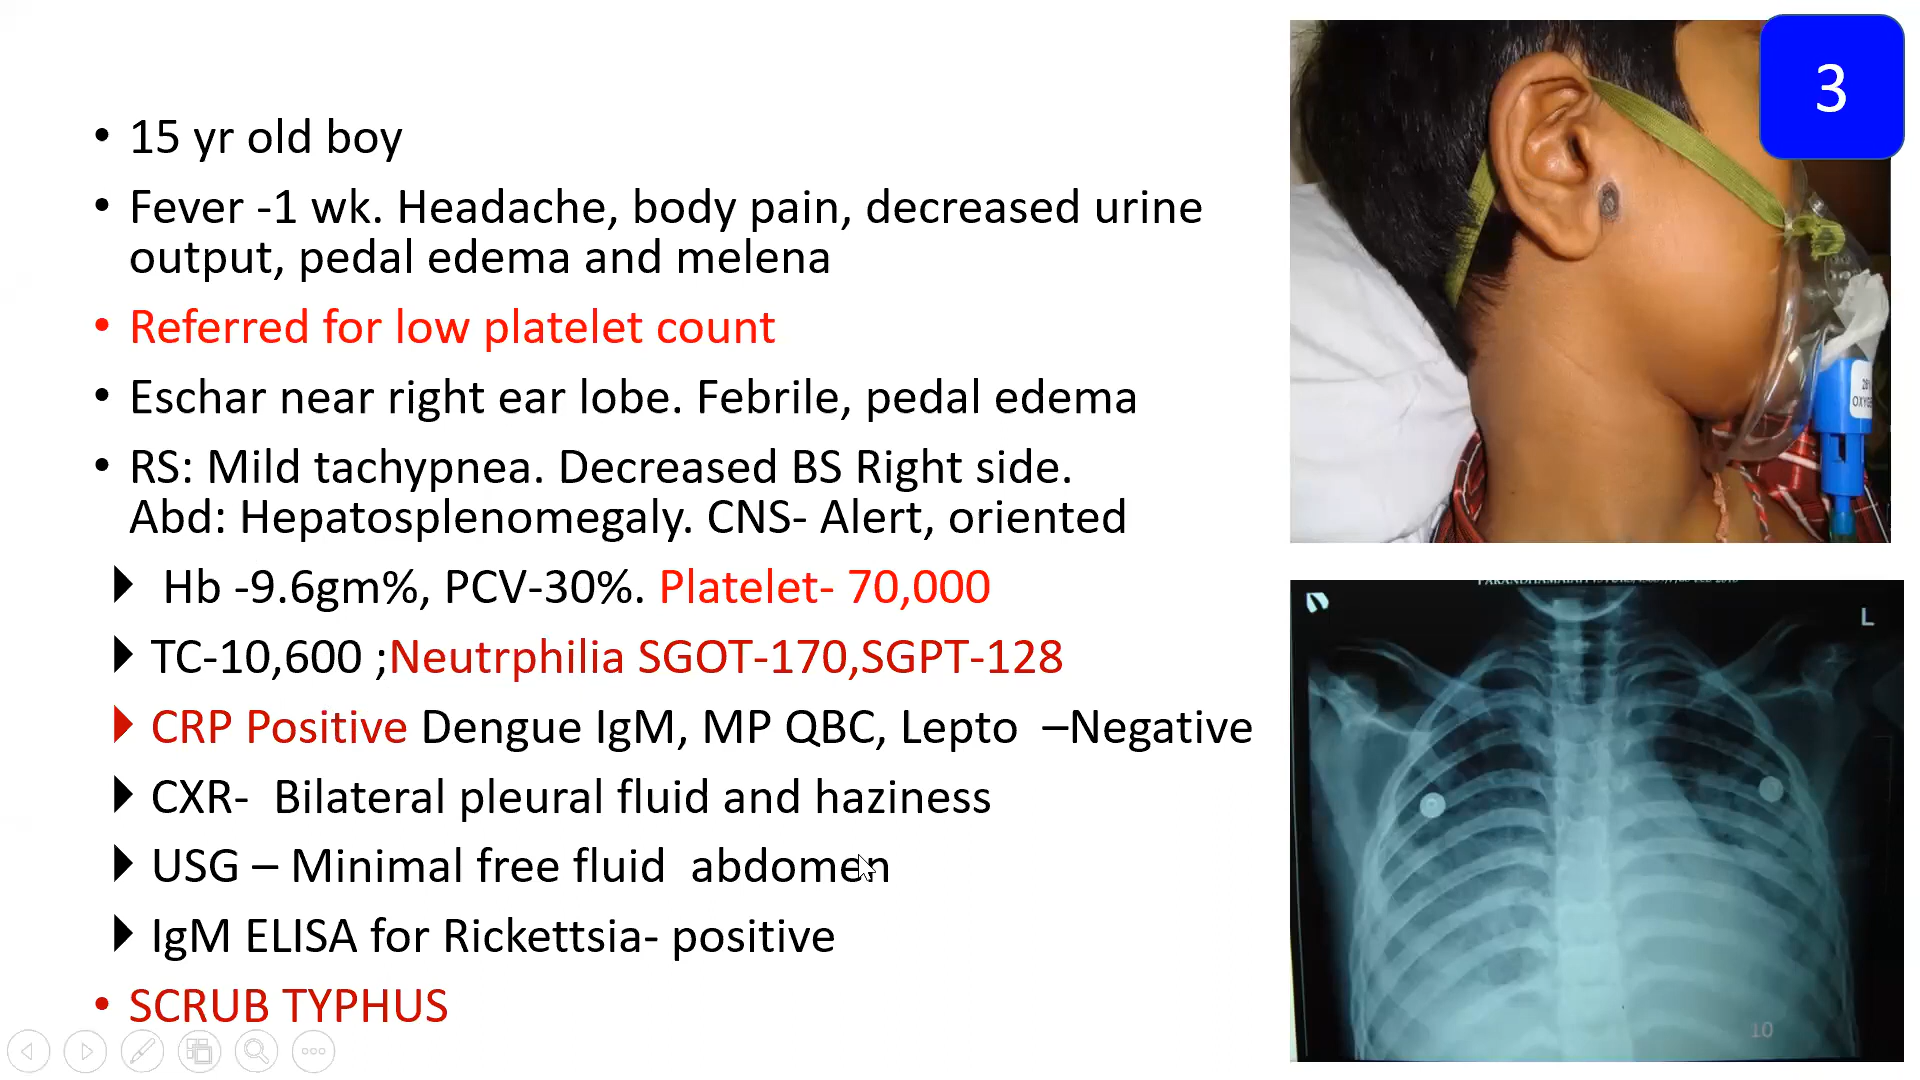 3
• 15 yr old boy
• Fever -1 wk. Headache, body pain, decreased urine
output, pedal edema and melena
• Referred for low platelet count
• Eschar near right ear lobe. Febrile, pedal edema
• RS: Mild tachypnea. Decreased BS Right side.
Abd: Hepatosplenomegaly. CNS- Alert, oriented
Hb -9.6gm%, PCV-30%. Platelet- 70,000
TC-10,600 ;Neutrphilia SGOT-170,SGPT-128
CRP Positive Dengue IgM, MP QBC, Lepto –Negative
CXR- Bilateral pleural fluid and haziness
USG – Minimal free fluid abdomen
IgM ELISA for Rickettsia- positive
• SCRUB TYPHUS
L
10